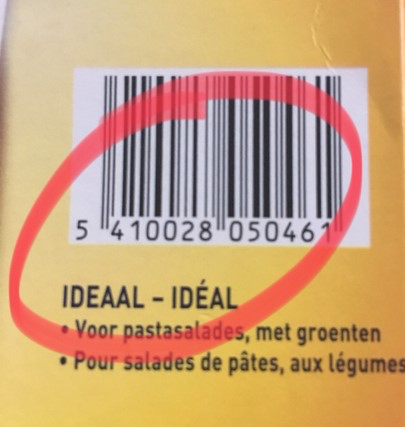 5 410028 050461
IDEAAL – IDÉAL
• Voor pastasalades, met groenten
• Pour salades de pâtes, aux légumes